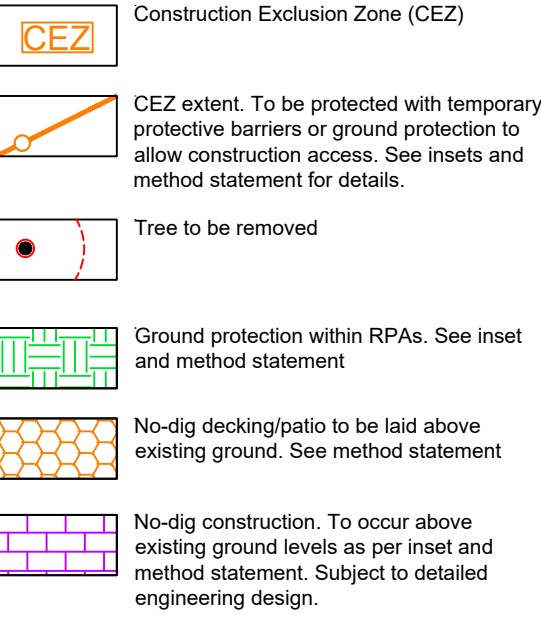 CEZ
Construction Exclusion Zone (CEZ)
CEZ extent. To be protected with temporary
protective barriers or ground protection to
allow construction access. See insets and
method statement for details.
Tree to be removed
Ground protection within RPAs. See inset
and method statement
No-dig decking/patio to be laid above
existing ground. See method statement
No-dig construction. To occur above
existing ground levels as per inset and
method statement. Subject to detailed
engineering design.